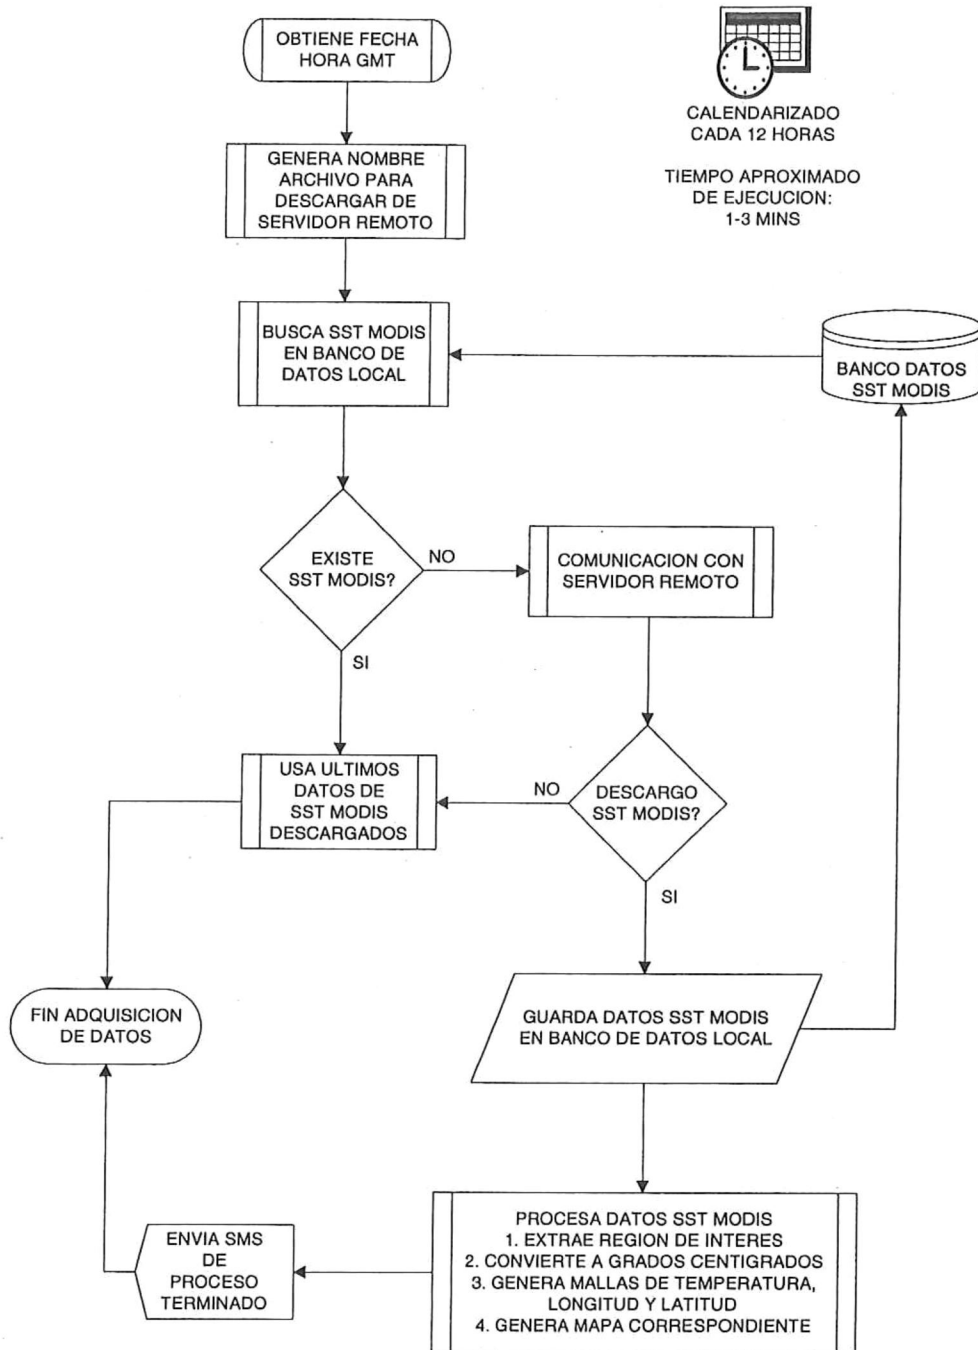 OBTIENE FECHA
HORA GMT
CALENDARIZADO
CADA 12 HORAS
TIEMPO APROXIMADO
DE EJECUCION:
1-3 MINS
GENERA NOMBRE
ARCHIVO PARA
DESCARGAR DE
SERVIDOR REMOTO
BUSCA SST MODIS
EN BANCO DE
DATOS LOCAL
BANCO DATOS
SST MODIS
EXISTE
SST MODIS?
NO
COMUNICACION CON
SERVIDOR REMOTO
SI
USA ULTIMOS
DATOS DE
SST MODIS
DESCARGADOS
NO
DESCARGO
SST MODIS?
SI
FIN ADQUISICION
DE DATOS
GUARDA DATOS SST MODIS
EN BANCO DE DATOS LOCAL
ENVIA SMS
DE
PROCESO
TERMINADO
PROCESA DATOS SST MODIS
1. EXTRAE REGION DE INTERES
2. CONVIERTE A GRADOS CENTIGRADOS
3. GENERA MALLAS DE TEMPERATURA,
LONGITUD Y LATITUD
4. GENERA MAPA CORRESPONDIENTE